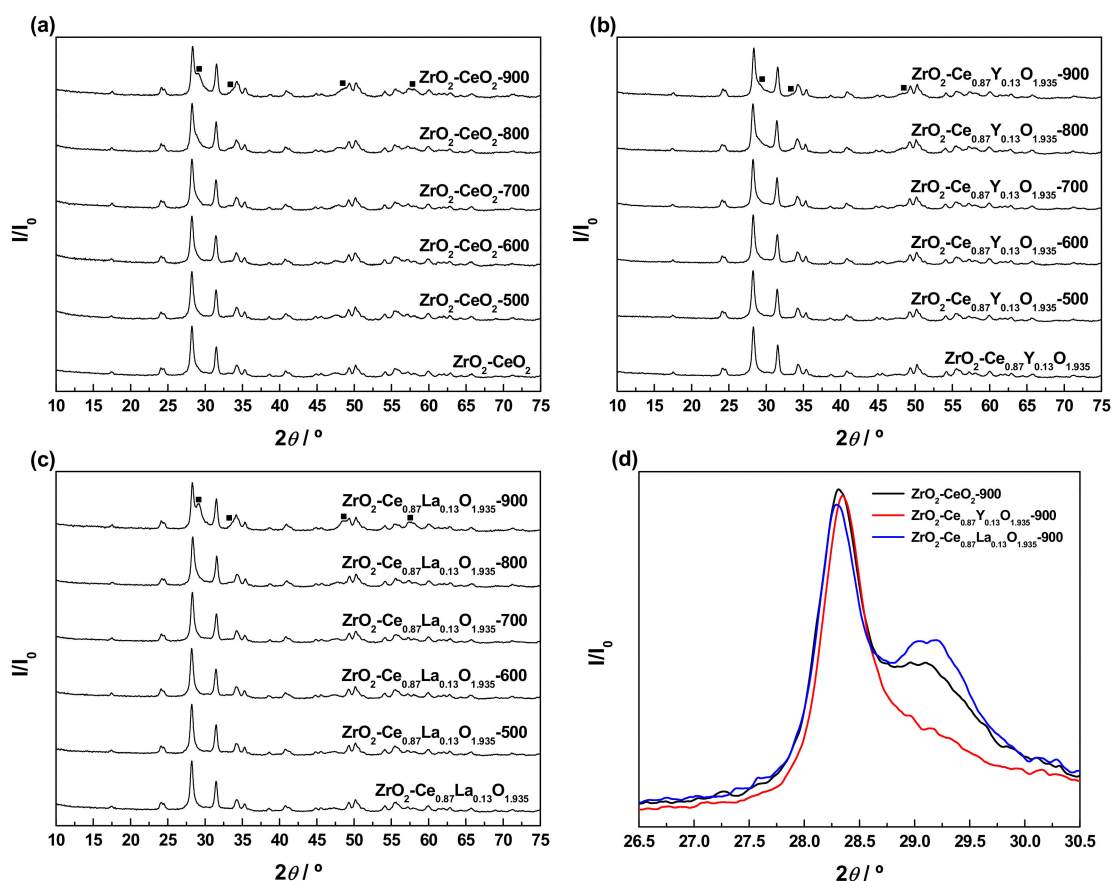 (a)
ZrO₂-CeO₂-900
ZrO₂-CeO₂-800
ZrO₂-CeO₂-700
ZrO₂-CeO₂-600
ZrO₂-CeO₂-500
ZrO₂-CeO₂
I/I₀
10 15 20 25 30 35 40 45 50 55 60 65 70 75
2θ / º
(b)
ZrO₂-Ce₀.₈₇Y₀.₁₃O₁.₉₃₅-900
ZrO₂-Ce₀.₈₇Y₀.₁₃O₁.₉₃₅-800
ZrO₂-Ce₀.₈₇Y₀.₁₃O₁.₉₃₅-700
ZrO₂-Ce₀.₈₇Y₀.₁₃O₁.₉₃₅-600
ZrO₂-Ce₀.₈₇Y₀.₁₃O₁.₉₃₅-500
ZrO₂-Ce₀.₈₇Y₀.₁₃O₁.₉₃₅
I/I₀
10 15 20 25 30 35 40 45 50 55 60 65 70 75
2θ / º
(c)
ZrO₂-Ce₀.₈₇La₀.₁₃O₁.₉₃₅-900
ZrO₂-Ce₀.₈₇La₀.₁₃O₁.₉₃₅-800
ZrO₂-Ce₀.₈₇La₀.₁₃O₁.₉₃₅-700
ZrO₂-Ce₀.₈₇La₀.₁₃O₁.₉₃₅-600
ZrO₂-Ce₀.₈₇La₀.₁₃O₁.₉₃₅-500
ZrO₂-Ce₀.₈₇La₀.₁₃O₁.₉₃₅
I/I₀
10 15 20 25 30 35 40 45 50 55 60 65 70 75
2θ / º
(d)
ZrO₂-CeO₂-900
ZrO₂-Ce₀.₈₇Y₀.₁₃O₁.₉₃₅-900
ZrO₂-Ce₀.₈₇La₀.₁₃O₁.₉₃₅-900
I/I₀
26.5 27.0 27.5 28.0 28.5 29.0 29.5 30.0 30.5
2θ / º